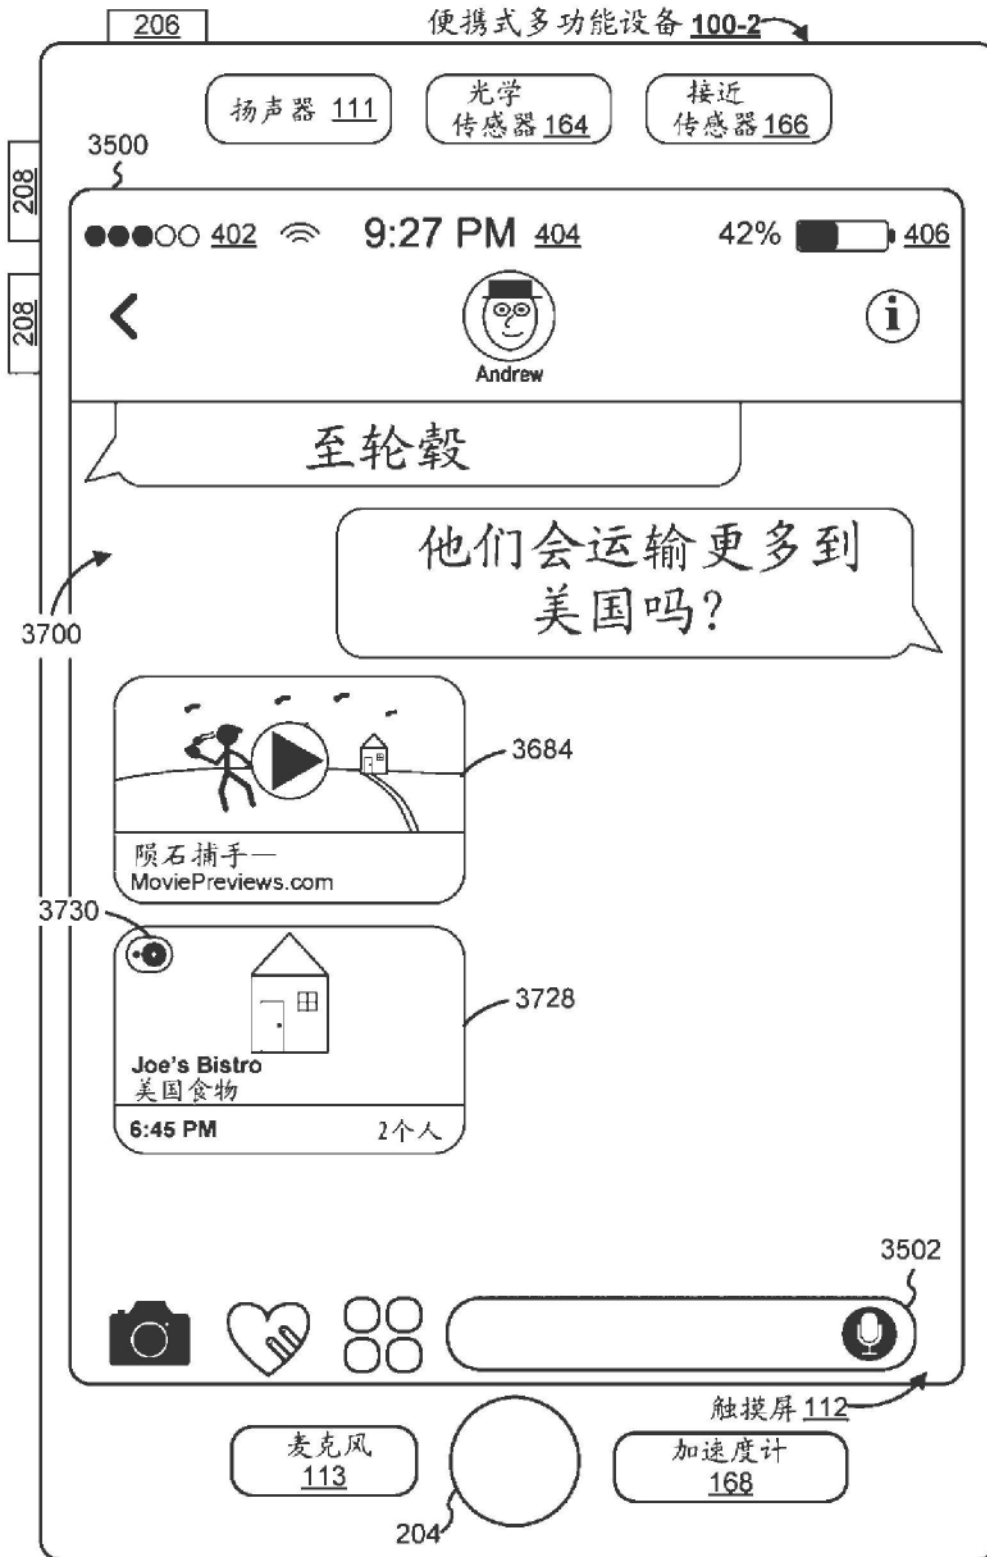 206
便携式多功能设备 100-2
扬声器 111
光学
传感器 164
接近
传感器 166
3500
208
208
402 9:27 PM 404 42% 406
Andrew
至轮毂
他们会运输更多到
美国吗?
3700
3684
陨石捕手—
MoviePreviews.com
3730
3728
Joe's Bistro
美国食物
6:45 PM 2个人
3502
触摸屏 112
麦克风
113
加速度计
168
204